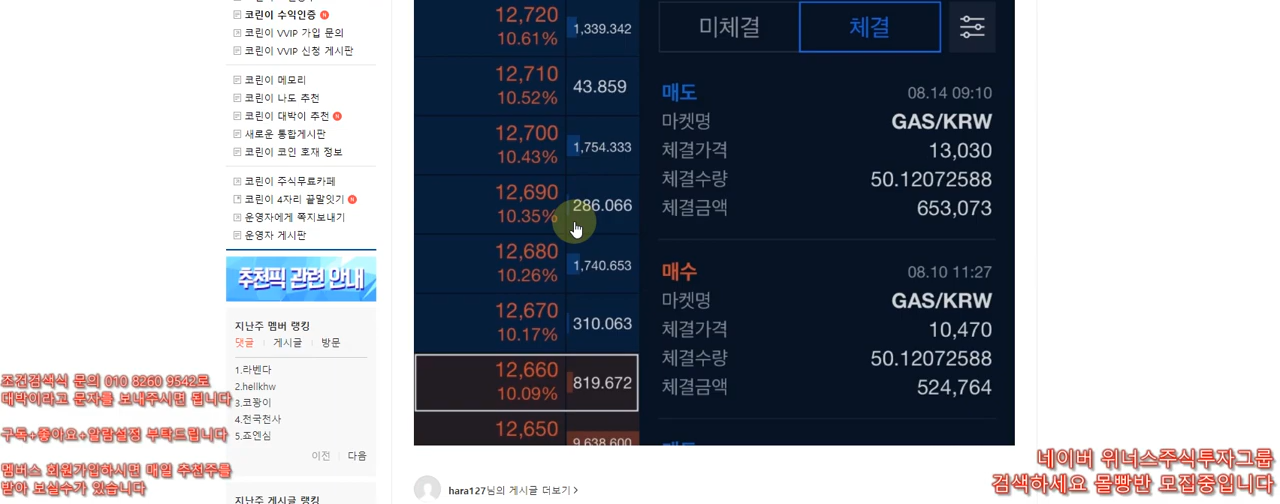 코린이 수익인증 N
코린이 VVIP 가입 문의
코린이 VVIP 신청 게시판
코린이 메모리
코린이 나도 추천
코린이 대박이 추천 N
새로운 통합게시판
코린이 코인 호재 정보
코린이 주식무료카페
코린이 4자리 끝말잇기 N
운영자에게 쪽지보내기
운영자 게시판
추천픽 관련 안내
지난주 멤버 랭킹
댓글 게시글 방문
1.라벤다
2.hellkhw
3.코꽝이
4.전국전사
5.죠엔심
이전 다음
지난주 게시글 랭킹
조건검색식 문의 010 8260 9542로
대박이라고 문자를 보내주시면 됩니다
구독+좋아요+알람설정 부탁드립니다
멤버스 회원가입하시면 매일 추천주를
받아 보실수가 있습니다
12,720
10.61%
1,339.342
12,710
10.52%
43.859
12,700
10.43%
1,754.333
12,690
10.35%
286.066
12,680
10.26%
1,740.653
12,670
10.17%
310.063
12,660
10.09%
819.672
12,650
9,638.600
미체결 체결
매도 08.14 09:10
마켓명 GAS/KRW
체결가격 13,030
체결수량 50.12072588
체결금액 653,073
매수 08.10 11:27
마켓명 GAS/KRW
체결가격 10,470
체결수량 50.12072588
체결금액 524,764
hara127님의 게시글 더보기 >
네이버 위너스주식투자그룹
검색하세요 몰빵반 모집중입니다